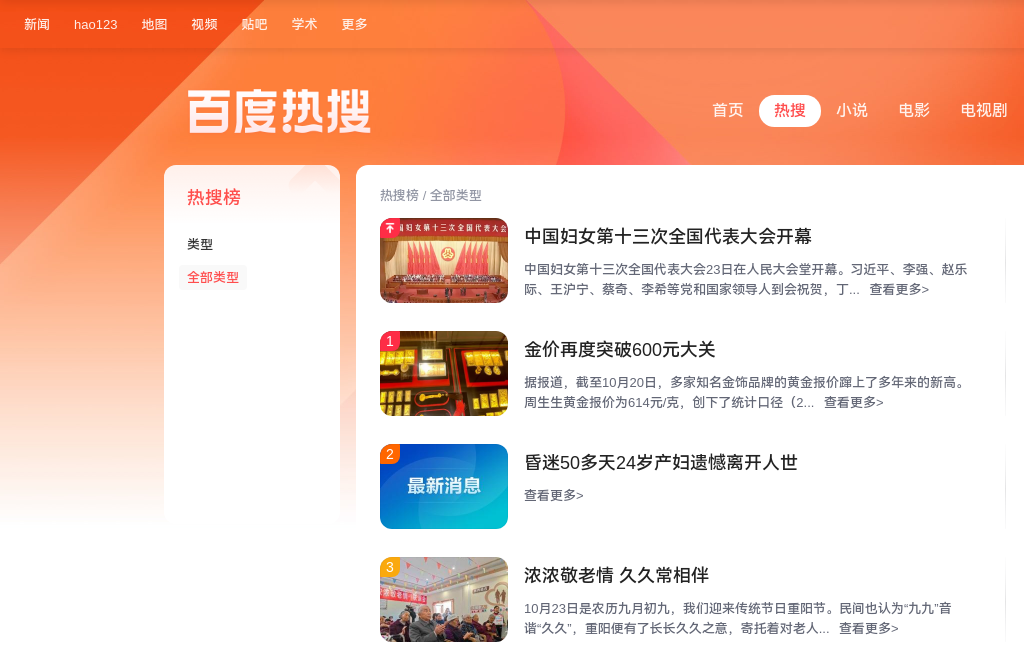 新闻 hao123 地图 视频 贴吧 学术 更多
百度热搜
首页 热搜 小说 电影 电视剧
热搜榜
类型
全部类型
热搜榜 / 全部类型
国妇女第十三次全国代表大会
中国妇女第十三次全国代表大会开幕
中国妇女第十三次全国代表大会23日在人民大会堂开幕。习近平、李强、赵乐
际、王沪宁、蔡奇、李希等党和国家领导人到会祝贺，丁... 查看更多>
1
金价再度突破600元大关
据报道，截至10月20日，多家知名金饰品牌的黄金报价蹿上了多年来的新高。
周生生黄金报价为614元/克，创下了统计口径（2... 查看更多>
2
最新消息
昏迷50多天24岁产妇遗憾离开人世
查看更多>
3
浓浓敬老情 久久常相伴
10月23日是农历九月初九，我们迎来传统节日重阳节。民间也认为“九九”音
谐“久久”，重阳便有了长长久久之意，寄托着对老人... 查看更多>